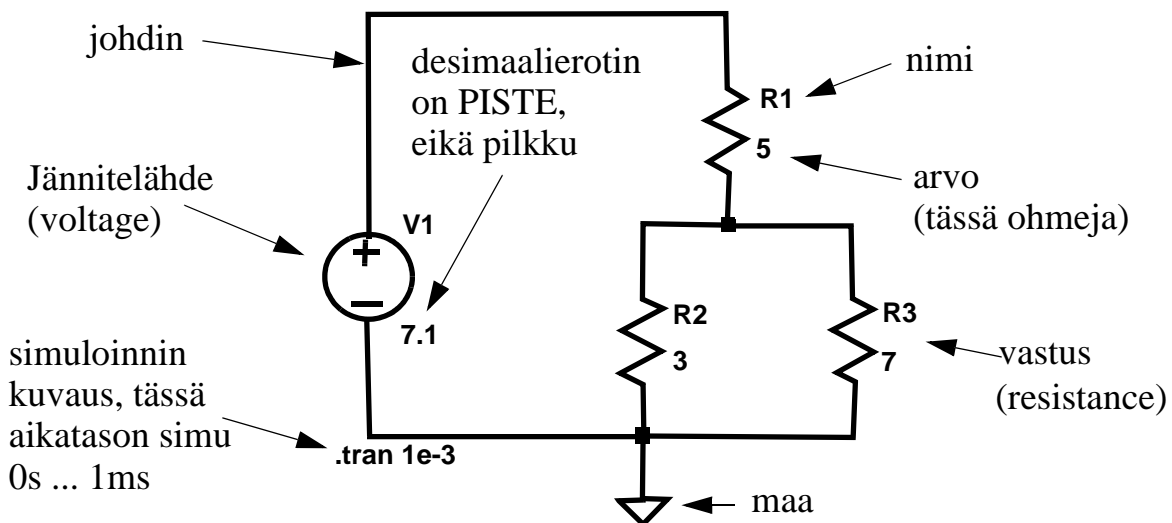 johdin
desimaalierotin
on PISTE,
eikä pilkku
nimi
R1
5
arvo
(tässä ohmeja)
Jännitelähde
(voltage)
V1
7.1
R2
3
R3
7
vastus
(resistance)
simuloinnin
kuvaus, tässä
aikatason simu
0s ... 1ms
.tran 1e-3
maa